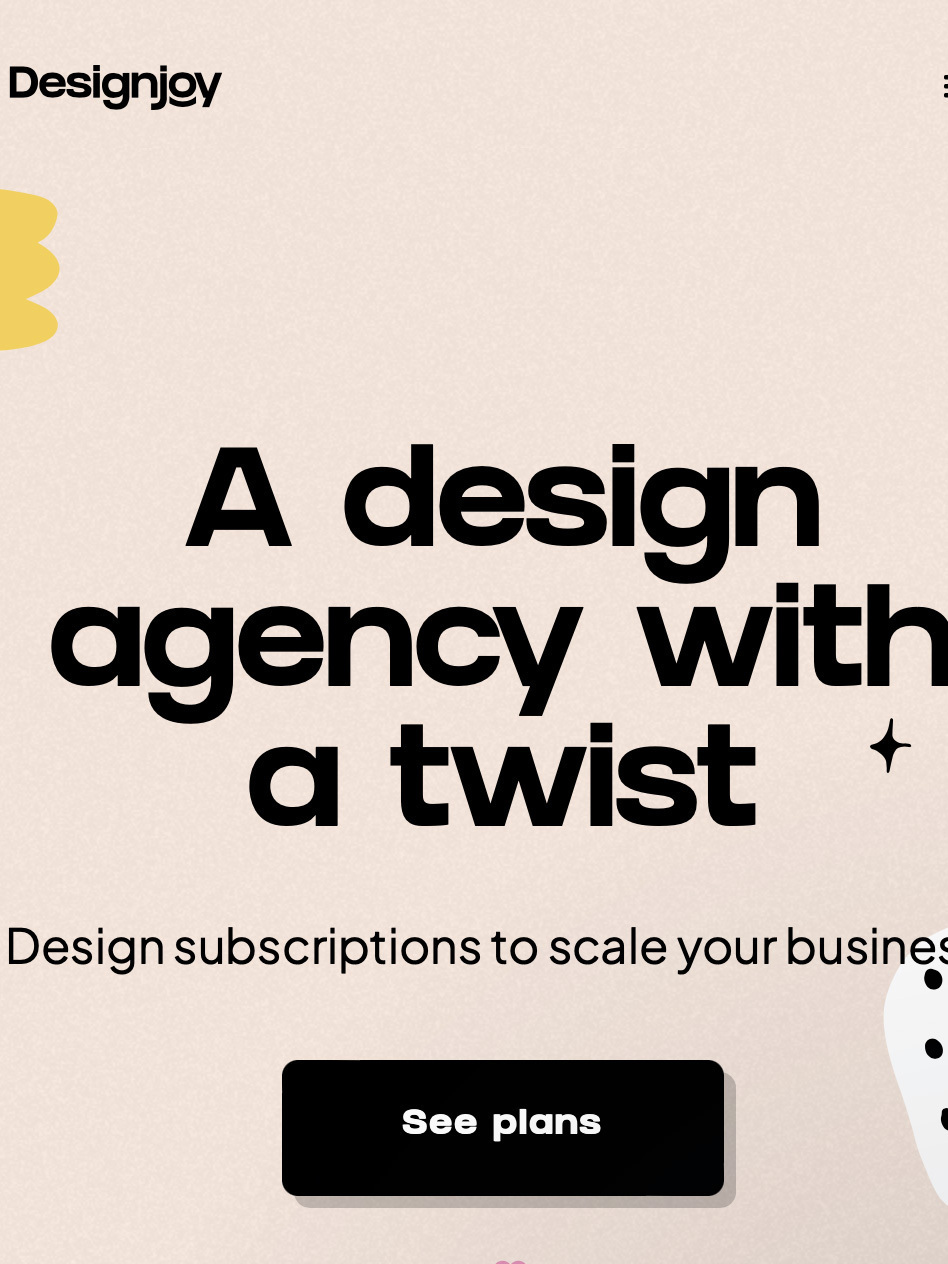 Designjoy
A design
agency with
a twist
Design subscriptions to scale your busines
See plans